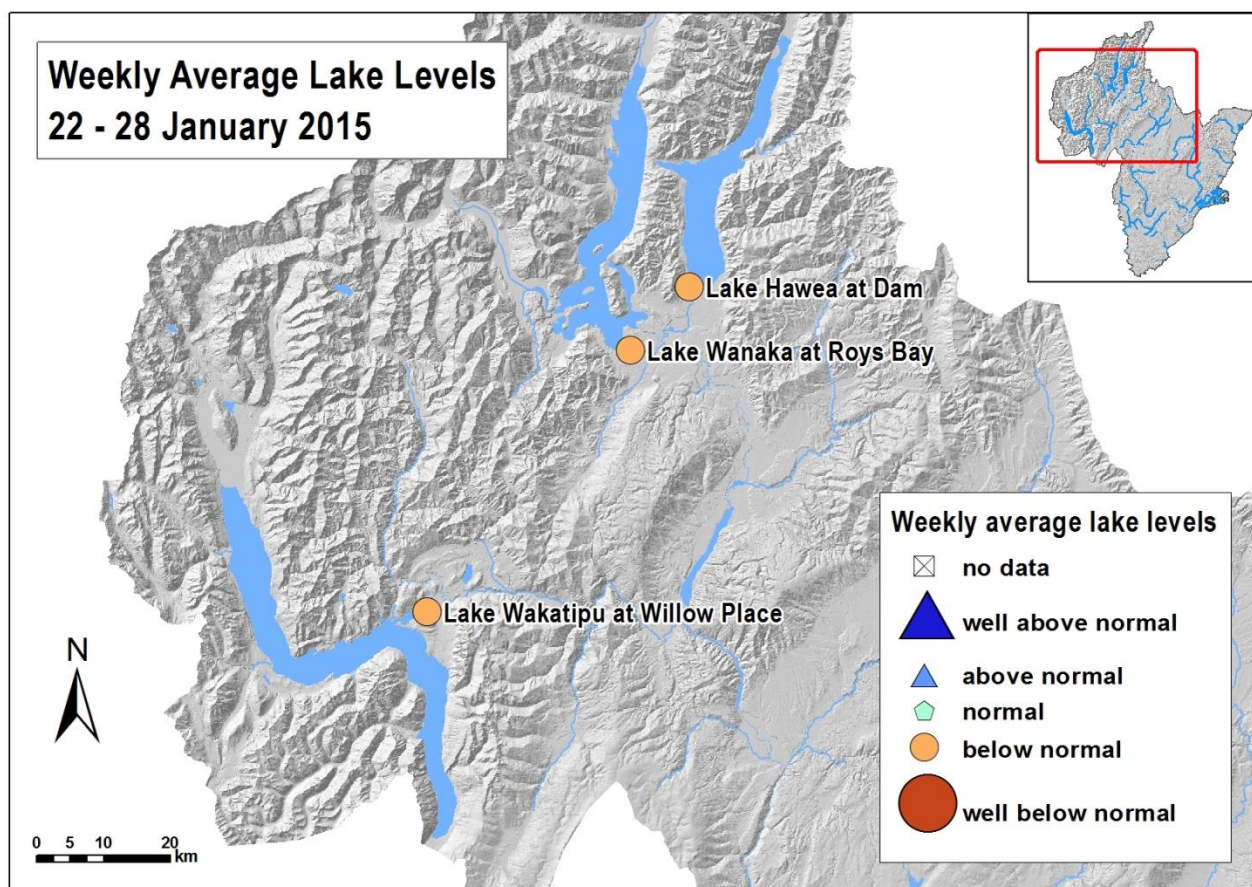 Weekly Average Lake Levels
22 - 28 January 2015
Lake Hawea at Dam
Lake Wanaka at Roys Bay
Lake Wakatipu at Willow Place
Weekly average lake levels
no data
well above normal
above normal
normal
below normal
well below normal
N
0 5 10 20
km